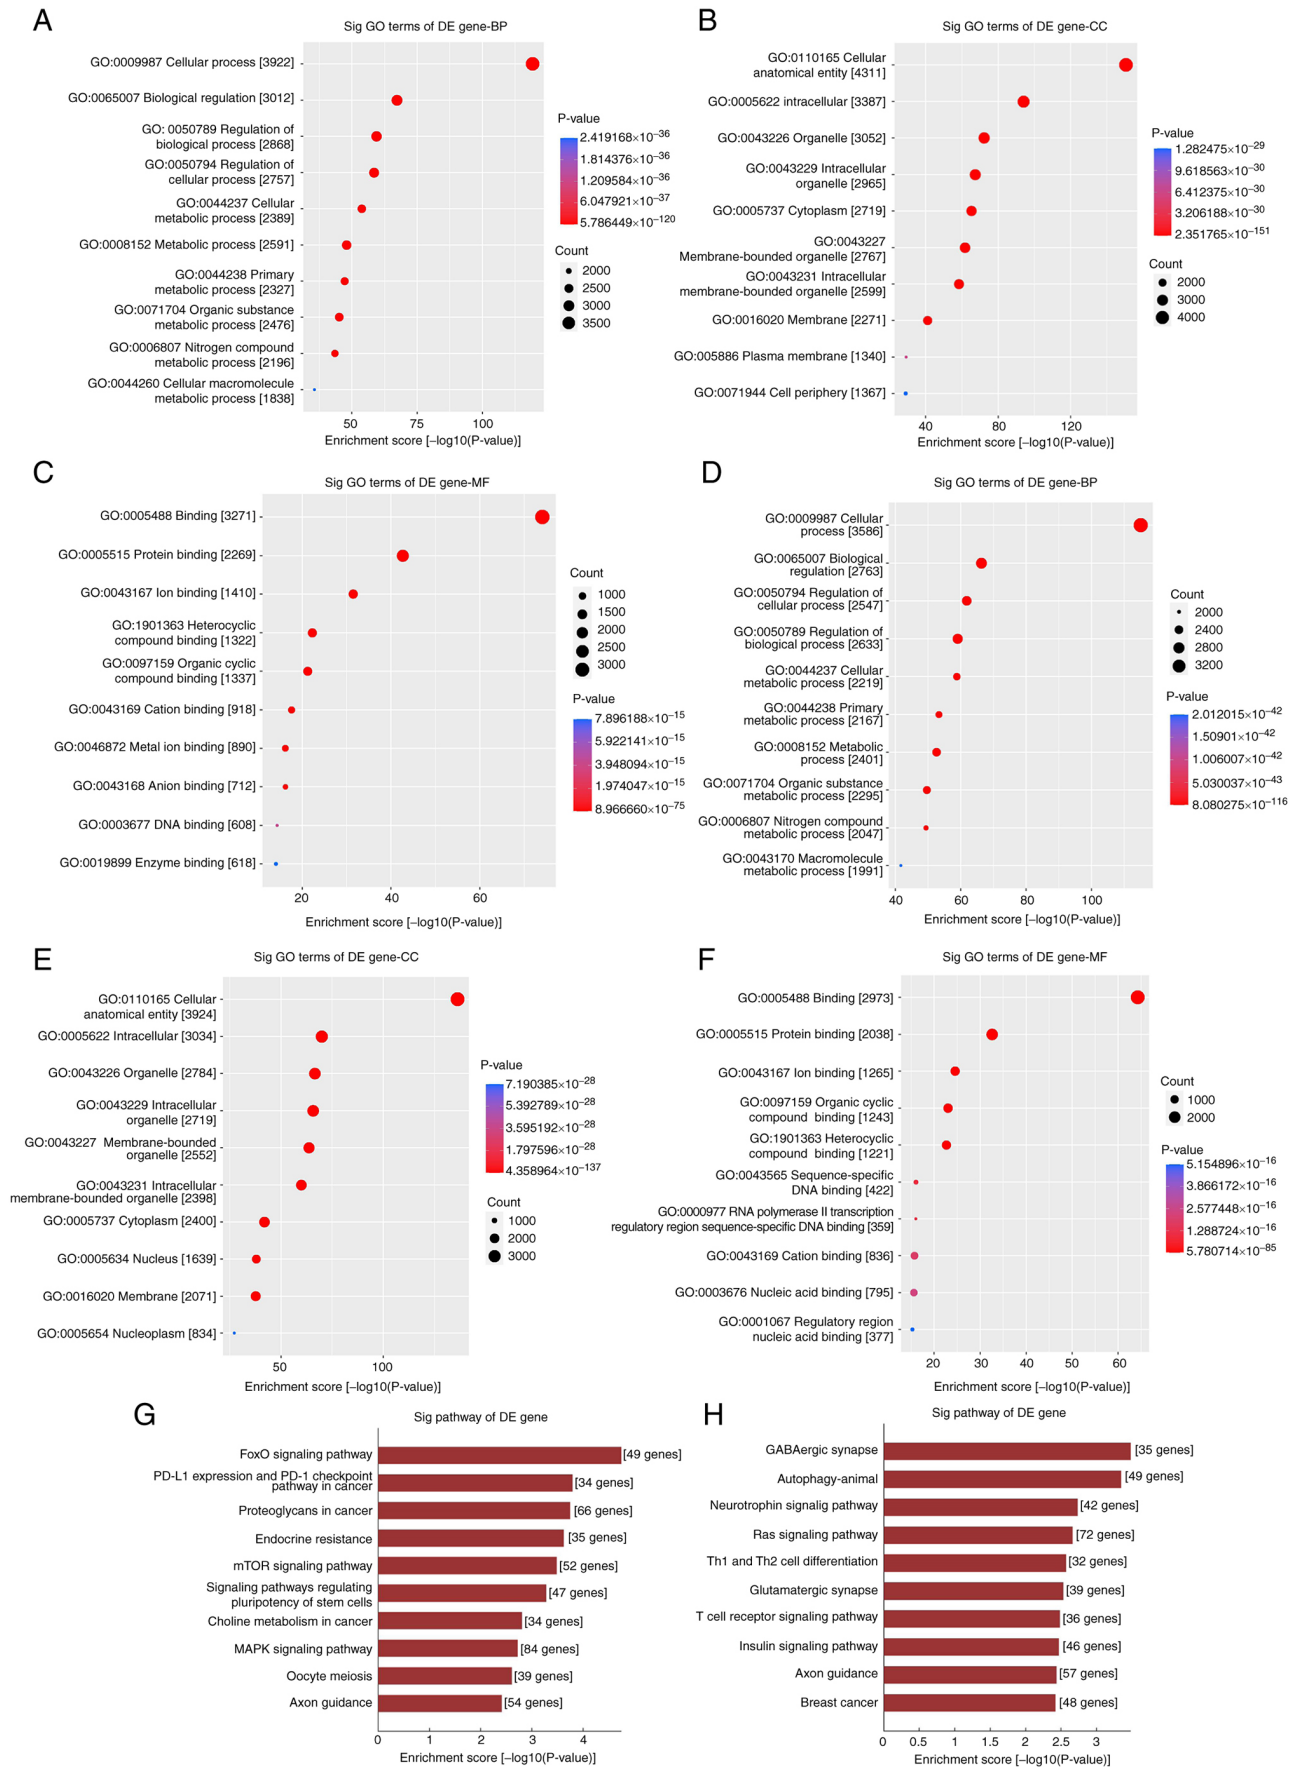 A
Sig GO terms of DE gene-BP
GO:0009987 Cellular process [3922]
GO:0065007 Biological regulation [3012]
GO: 0050789 Regulation of
biological process [2868]
GO:0050794 Regulation of
cellular process [2757]
GO:0044237 Cellular
metabolic process [2389]
GO:0008152 Metabolic process [2591]
GO:0044238 Primary
metabolic process [2327]
GO:0071704 Organic substance
metabolic process [2476]
GO:0006807 Nitrogen compound
metabolic process [2196]
GO:0044260 Cellular macromolecule
metabolic process [1838]
50 75 100
Enrichment score [−log10(P-value)]
P-value
2.419168×10−36
1.814376×10−36
1.209584×10−36
6.047921×10−37
5.786449×10−120
Count
2000
2500
3000
3500
B
Sig GO terms of DE gene-CC
GO:0110165 Cellular
anatomical entity [4311]
GO:0005622 intracellular [3387]
GO:0043226 Organelle [3052]
GO:0043229 Intracellular
organelle [2965]
GO:0005737 Cytoplasm [2719]
GO:0043227
Membrane-bounded organelle [2767]
GO:0043231 Intracellular
membrane-bounded organelle [2599]
GO:0016020 Membrane [2271]
GO:005886 Plasma membrane [1340]
GO:0071944 Cell periphery [1367]
40 80 120
Enrichment score [−log10(P-value)]
P-value
1.282475×10−29
9.618563×10−30
6.412375×10−30
3.206188×10−30
2.351765×10−151
Count
2000
3000
4000
C
Sig GO terms of DE gene-MF
GO:0005488 Binding [3271]
GO:0005515 Protein binding [2269]
GO:0043167 Ion binding [1410]
GO:1901363 Heterocyclic
compound binding [1322]
GO:0097159 Organic cyclic
compound binding [1337]
GO:0043169 Cation binding [918]
GO:0046872 Metal ion binding [890]
GO:0043168 Anion binding [712]
GO:0003677 DNA binding [608]
GO:0019899 Enzyme binding [618]
20 40 60
Enrichment score [−log10(P-value)]
Count
1000
1500
2000
2500
3000
P-value
7.896188×10−15
5.922141×10−15
3.948094×10−15
1.974047×10−15
8.966660×10−75
D
Sig GO terms of DE gene-BP
GO:0009987 Cellular
process [3586]
GO:0065007 Biological
regulation [2763]
GO:0050794 Regulation of
cellular process [2547]
GO:0050789 Regulation of
biological process [2633]
GO:0044237 Cellular
metabolic process [2219]
GO:0044238 Primary
metabolic process [2167]
GO:0008152 Metabolic
process [2401]
GO:0071704 Organic substance
metabolic process [2295]
GO:0006807 Nitrogen compound
metabolic process [2047]
GO:0043170 Macromolecule
metabolic process [1991]
40 60 80 100
Enrichment score [−log10(P-value)]
Count
2000
2400
2800
3200
P-value
2.012015×10−42
1.50901×10−42
1.006007×10−42
5.030037×10−43
8.080275×10−116
E
Sig GO terms of DE gene-CC
GO:0110165 Cellular
anatomical entity [3924]
GO:0005622 Intracellular [3034]
GO:0043226 Organelle [2784]
GO:0043229 Intracellular
organelle [2719]
GO:0043227 Membrane-bounded
organelle [2552]
GO:0043231 Intracellular
membrane-bounded organelle [2398]
GO:0005737 Cytoplasm [2400]
GO:0005634 Nucleus [1639]
GO:0016020 Membrane [2071]
GO:0005654 Nucleoplasm [834]
50 100
Enrichment score [−log10(P-value)]
P-value
7.190385×10−28
5.392789×10−28
3.595192×10−28
1.797596×10−28
4.358964×10−137
Count
1000
2000
3000
F
Sig GO terms of DE gene-MF
GO:0005488 Binding [2973]
GO:0005515 Protein binding [2038]
GO:0043167 Ion binding [1265]
GO:0097159 Organic cyclic
compound binding [1243]
GO:1901363 Heterocyclic
compound binding [1221]
GO:0043565 Sequence-specific
DNA binding [422]
GO:0000977 RNA polymerase II transcription
regulatory region sequence-specific DNA binding [359]
GO:0043169 Cation binding [836]
GO:0003676 Nucleic acid binding [795]
GO:0001067 Regulatory region
nucleic acid binding [377]
20 30 40 50 60
Enrichment score [−log10(P-value)]
Count
1000
2000
P-value
5.154896×10−16
3.866172×10−16
2.577448×10−16
1.288724×10−16
5.780714×10−85
G
Sig pathway of DE gene
FoxO signaling pathway [49 genes]
PD-L1 expression and PD-1 checkpoint
pathway in cancer [34 genes]
Proteoglycans in cancer [66 genes]
Endocrine resistance [35 genes]
mTOR signaling pathway [52 genes]
Signaling pathways regulating
pluripotency of stem cells [47 genes]
Choline metabolism in cancer [34 genes]
MAPK signaling pathway [84 genes]
Oocyte meiosis [39 genes]
Axon guidance [54 genes]
0 1 2 3 4
Enrichment score [−log10(P-value)]
H
Sig pathway of DE gene
GABAergic synapse [35 genes]
Autophagy-animal [49 genes]
Neurotrophin signalig pathway [42 genes]
Ras signaling pathway [72 genes]
Th1 and Th2 cell differentiation [32 genes]
Glutamatergic synapse [39 genes]
T cell receptor signaling pathway [36 genes]
Insulin signaling pathway [46 genes]
Axon guidance [57 genes]
Breast cancer [48 genes]
0 0.5 1 1.5 2 2.5 3
Enrichment score [−log10(P-value)]